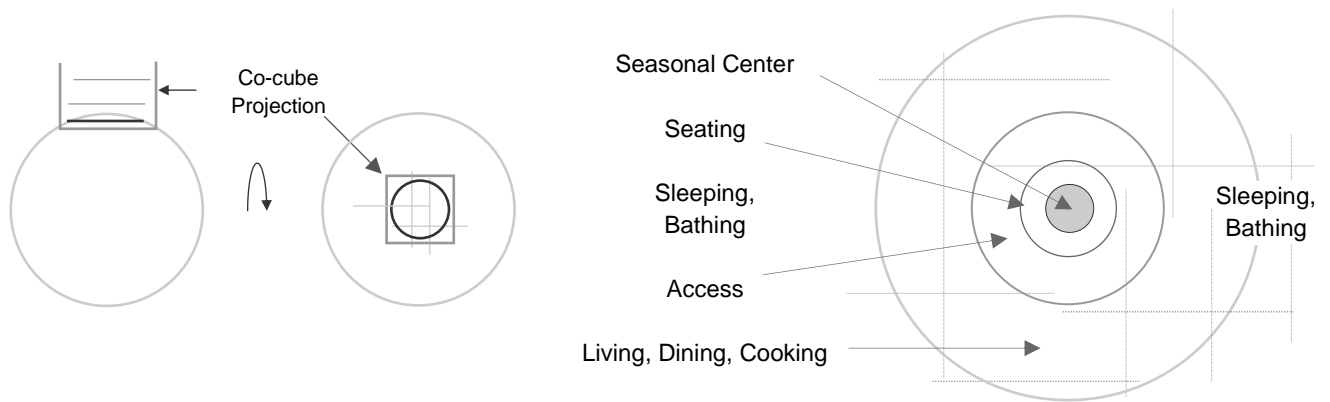 Co-cube
Projection
Seasonal Center
Seating
Sleeping,
Bathing
Access
Living, Dining, Cooking
Sleeping,
Bathing